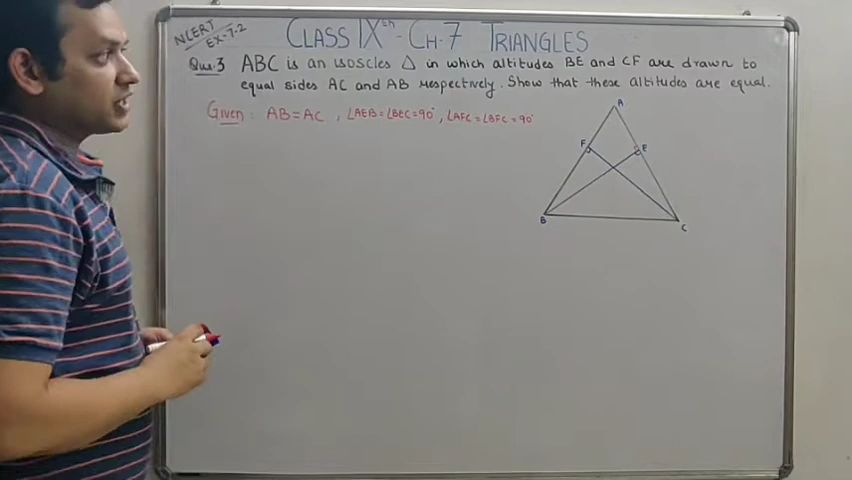 NCERT
EX-7.2
CLASS IXth - CH-7 TRIANGLES
Que.3 ABC is an isoscles △ in which altitudes BE and CF are drawn to
equal sides AC and AB respectively. Show that these altitudes are equal.
Given: AB=AC, ∠AEB=∠BEC=90°, ∠AFC=∠BFC=90°
A
F
E
B
C